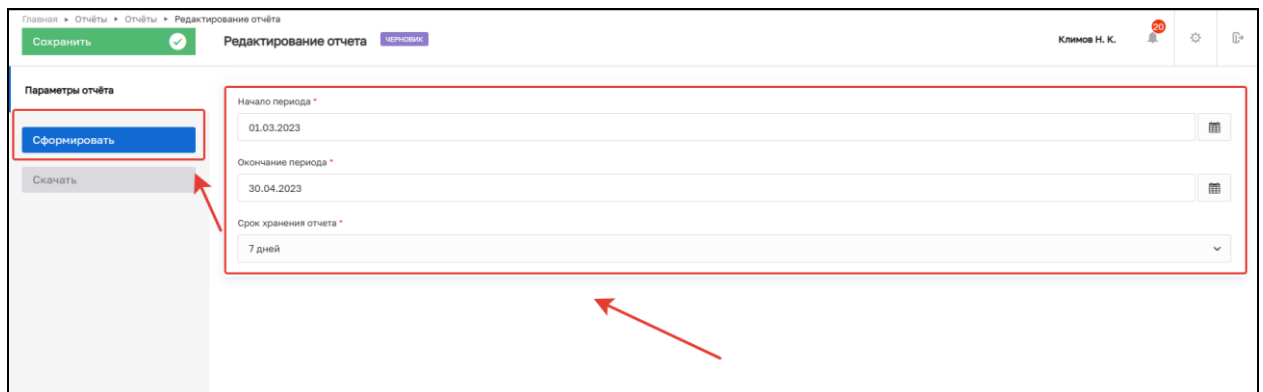 Главная ▸ Отчёты ▸ Отчёты ▸ Редактирование отчёта
Сохранить
Редактирование отчета ЧЕРНОВИК
Климов Н. К.
20
Параметры отчёта
Сформировать
Скачать
Начало периода *
01.03.2023
Окончание периода *
30.04.2023
Срок хранения отчета *
7 дней